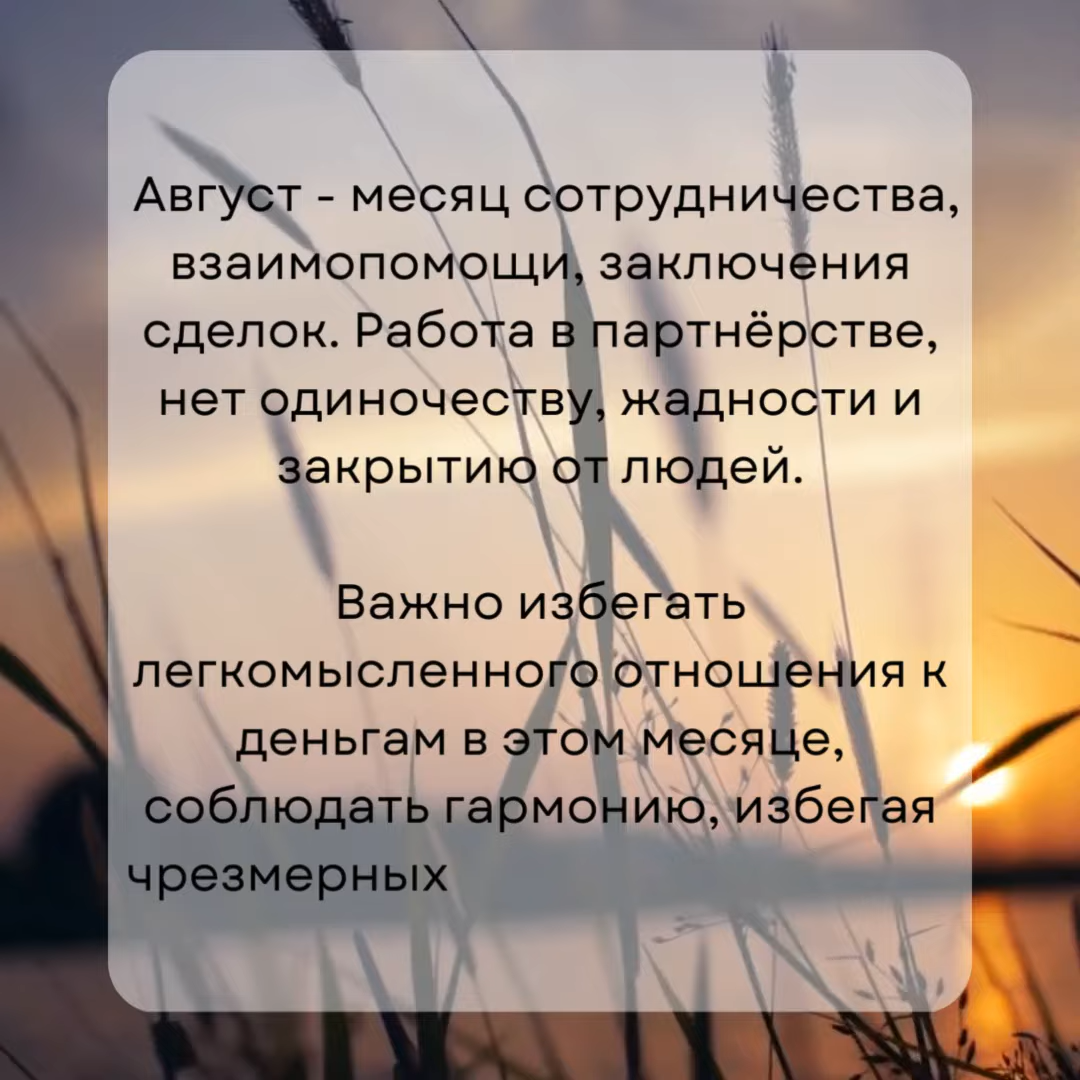 Август - месяц сотрудничества,
взаимопомощи, заключения
сделок. Работа в партнёрстве,
нет одиночеству, жадности и
закрытию от людей.
Важно избегать
легкомысленного отношения к
деньгам в этом месяце,
соблюдать гармонию, избегая
чрезмерных